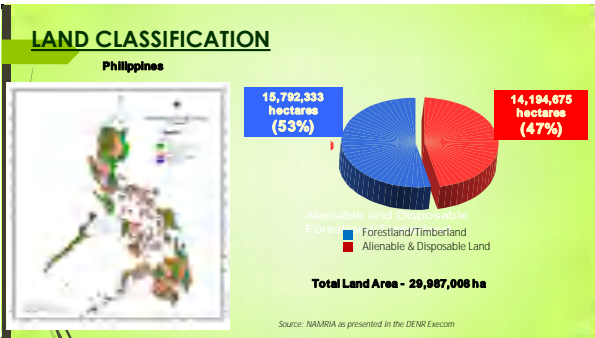 LAND CLASSIFICATION
Philippines
15,792,333
hectares
(53%)
14,194,675
hectares
(47%)
Alienable and Disposable
Forestland/Timberland
Alienable & Disposable Land
Total Land Area - 29,987,008 ha
Source: NAMRIA as presented in the DENR Execom